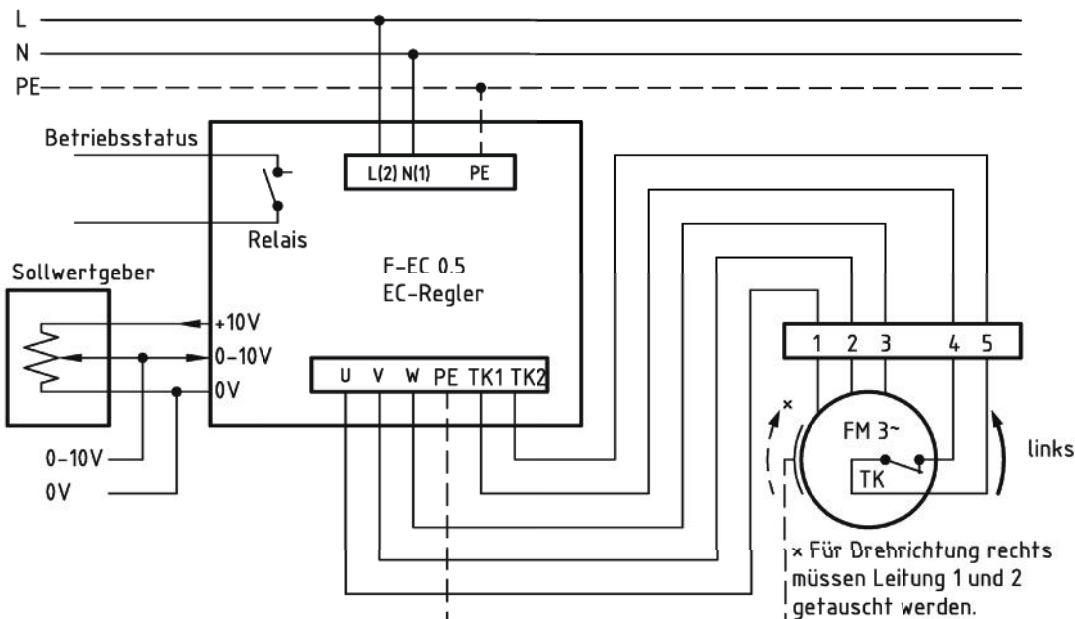 L
N
PE
Betriebsstatus
L(2) N(1) PE
Relais
F-EC 0.5
EC-Regler
Sollwertgeber
+10V
0-10V
0V
U V W PE TK1 TK2
0-10V
0V
1 2 3 4 5
×
FM 3~
TK
links
× Für Drehrichtung rechts
müssen Leitung 1 und 2
getauscht werden.